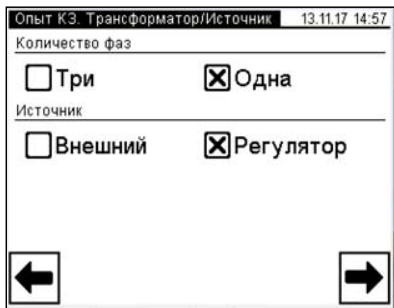 Опыт КЗ. Трансформатор/Источник 13.11.17 14:57
Количество фаз
Три Одна
Источник
Внешний Регулятор